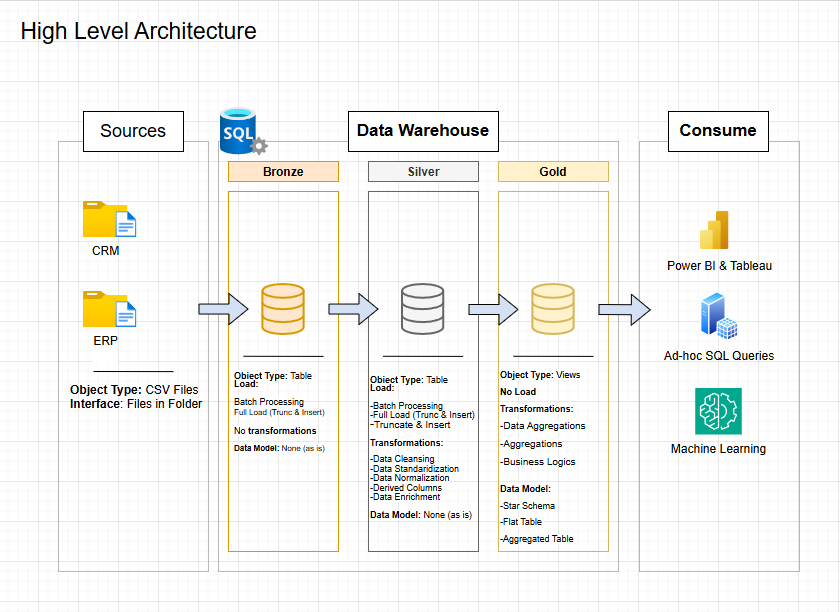 High Level Architecture
Sources
SQL
Data Warehouse
Consume
Bronze
Silver
Gold
CRM
ERP
Object Type: CSV Files
Interface: Files in Folder
Object Type: Table
Load:
Batch Processing
Full Load (Trunc & Insert)
No transformations
Data Model: None (as is)
Object Type: Table
Load:
-Batch Processing
-Full Load (Trunc & Insert)
-Truncate & Insert
Transformations:
-Data Cleansing
-Data Standaridization
-Data Normalization
-Derived Columns
-Data Enrichment
Data Model: None (as is)
Object Type: Views
No Load
Transformations:
-Data Aggregations
-Aggregations
-Business Logics
Data Model:
-Star Schema
-Flat Table
-Aggregated Table
Power BI & Tableau
Ad-hoc SQL Queries
Machine Learning